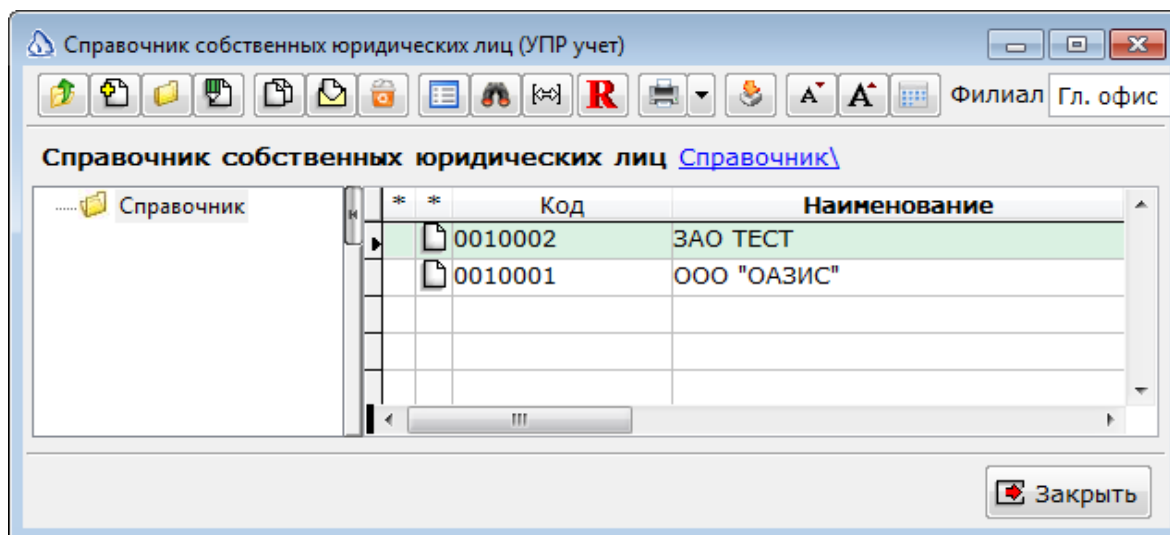 Справочник собственных юридических лиц (УПР учет)
R A A Филиал Гл. офис
Справочник собственных юридических лиц Справочник\
Справочник
* * Код Наименование
0010002 ЗАО ТЕСТ
0010001 ООО "ОАЗИС"
Закрыть